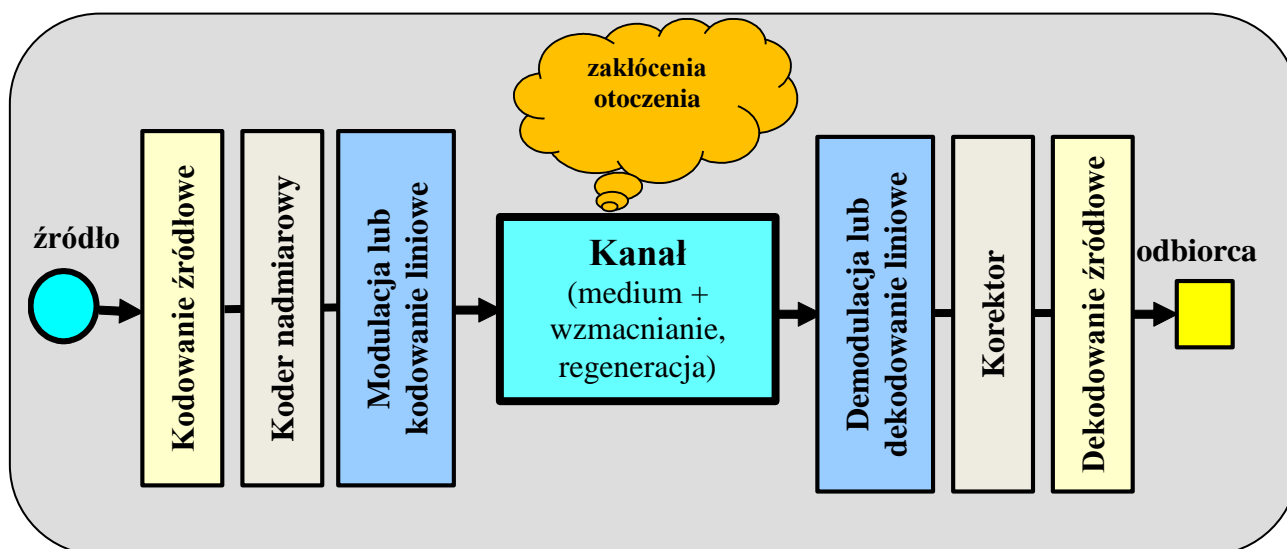 zakłócenia
otoczenia
źródło
Kodowanie źródłowe
Koder nadmiarowy
Modulacja lub
kodowanie liniowe
Kanał
(medium +
wzmacnianie,
regeneracja)
Demodulacja lub
dekodowanie liniowe
Korektor
Dekodowanie źródłowe
odbiorca